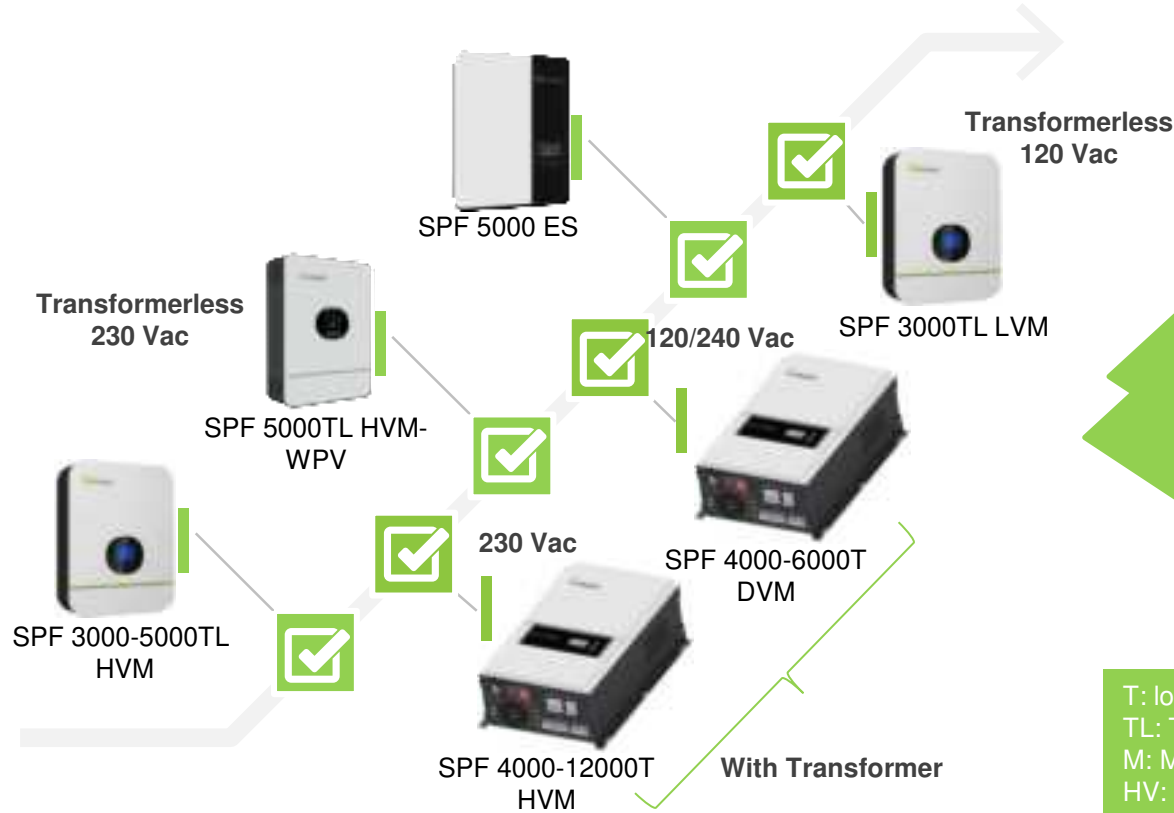 Transformerless
120 Vac
SPF 5000 ES
SPF 3000TL LVM
Transformerless
230 Vac
120/240 Vac
SPF 5000TL HVM-
WPV
230 Vac
SPF 4000-6000T
DVM
SPF 3000-5000TL
HVM
SPF 4000-12000T
HVM
With Transformer
T: lo
TL: T
M: M
HV: